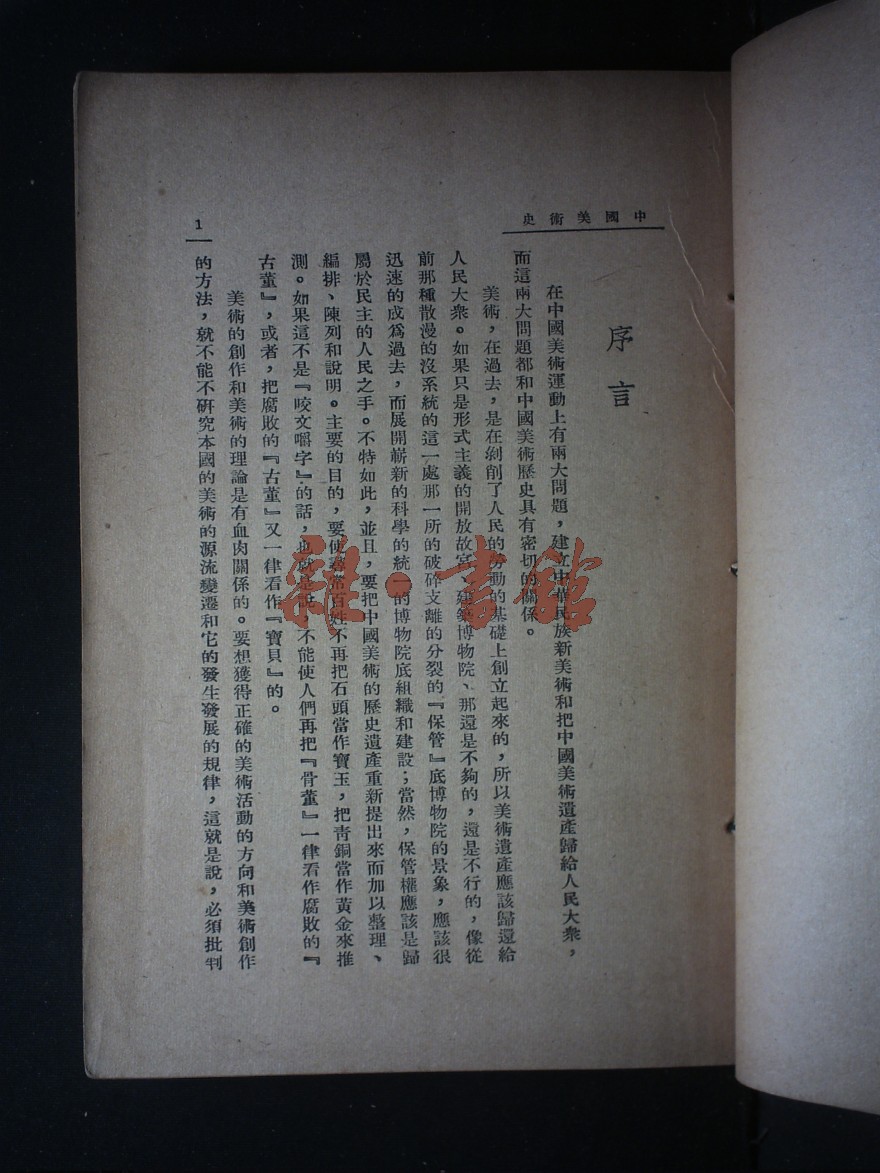 中國美術史
序言
在中國美術運動上有兩大問題，建立中華民族新美術和把中國美術遺產歸給人民大衆，
而這兩大問題都和中國美術歷史具有密切的關係。
美術，在過去，是在剝削了人民的勞動的基礎上創立起來的，所以美術遺產應該歸還給
人民大衆。如果只是形式主義的開放故宮、建築博物院、那還是不夠的，還是不行的，像從
前那種散漫的沒系統的這一處那一所的破碎支離的分裂的『保管』底博物院的景象，應該很
迅速的成爲過去，而展開嶄新的科學的統一的博物院底組織和建設；當然，保管權應該是歸
屬於民主的人民之手。不特如此，並且，要把中國美術的歷史遺產重新提出來而加以整理、
編排、陳列和說明。主要的目的，要使尋常百姓不再把石頭當作寶玉，把靑銅當作黃金來推
測。如果這不是『咬文嚼字』的話，也就是說，不能使人們再把『骨董』一律看作腐敗的『
古董』，或者，把腐敗的『古董』又一律看作『寶貝』的。
美術的創作和美術的理論是有血肉關係的。要想獲得正確的美術活動的方向和美術創作
的方法，就不能不硏究本國的美術的源流變遷和它的發生發展的規律，這就是說，必須批判
1
雜·書館